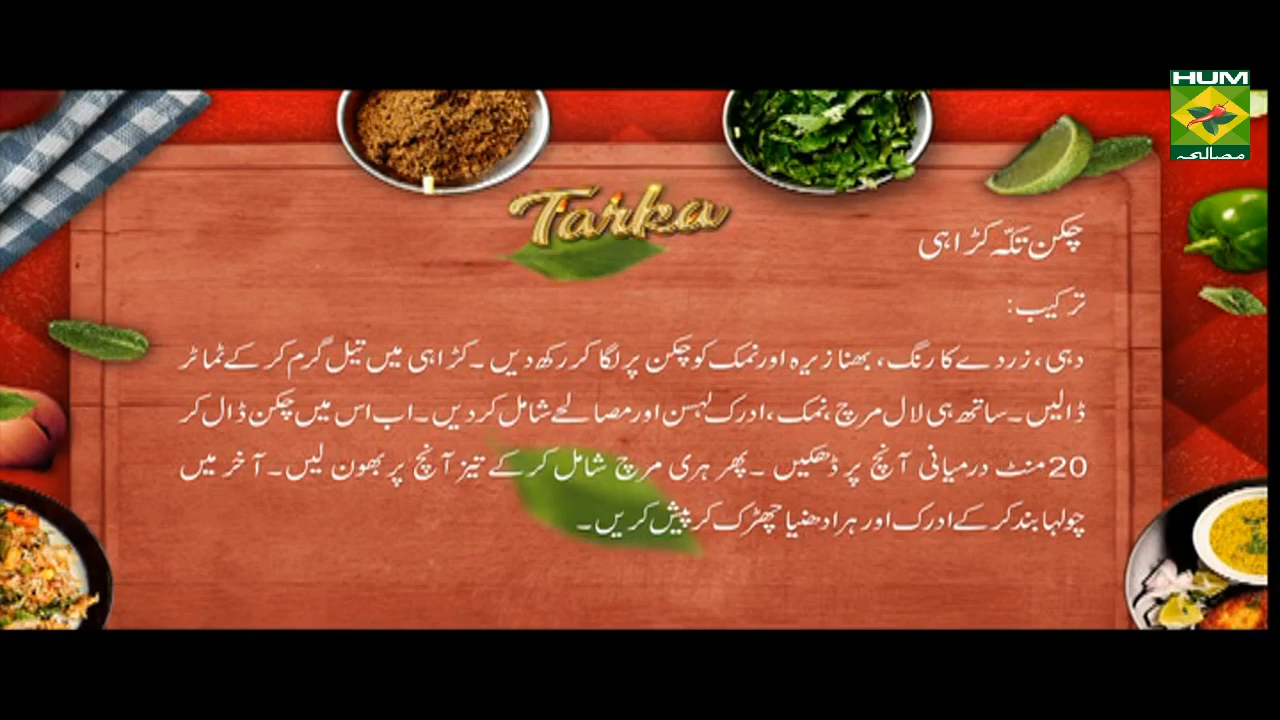 HUM
مصالحہ
Tarka
چکن تکّہ کڑاہی
ترکیب:
دہی، زردے کا رنگ، بھنا زیرہ اور نمک کو چکن پر لگا کر رکھ دیں ۔ کڑاہی میں تیل گرم کر کے ٹماٹر
ڈالیں۔ ساتھ ہی لال مرچ ،نمک ،ادرک لہسن اور مصالحے شامل کر دیں۔ اب اس میں چکن ڈال کر
20 منٹ درمیانی آنچ پر ڈھکیں ۔ پھر ہری مرچ شامل کر کے تیز آنچ پر بھون لیں۔ آخر میں
چولہا بند کر کے ادرک اور ہرا دھنیا چھڑک کر پیش کریں ۔